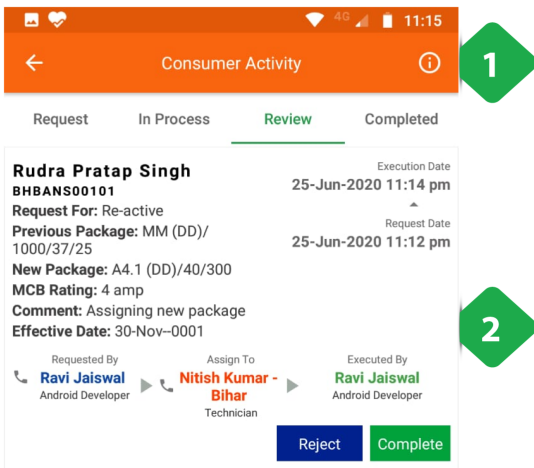 4G 11:15
Consumer Activity
1
Request In Process Review Completed
Rudra Pratap Singh
BHBANS00101
Execution Date
25-Jun-2020 11:14 pm
Request Date
25-Jun-2020 11:12 pm
Request For: Re-active
Previous Package: MM (DD)/
1000/37/25
New Package: A4.1 (DD)/40/300
MCB Rating: 4 amp
Comment: Assigning new package
Effective Date: 30-Nov--0001
2
Requested By
Ravi Jaiswal
Android Developer
Assign To
Nitish Kumar -
Bihar
Technician
Executed By
Ravi Jaiswal
Android Developer
Reject Complete